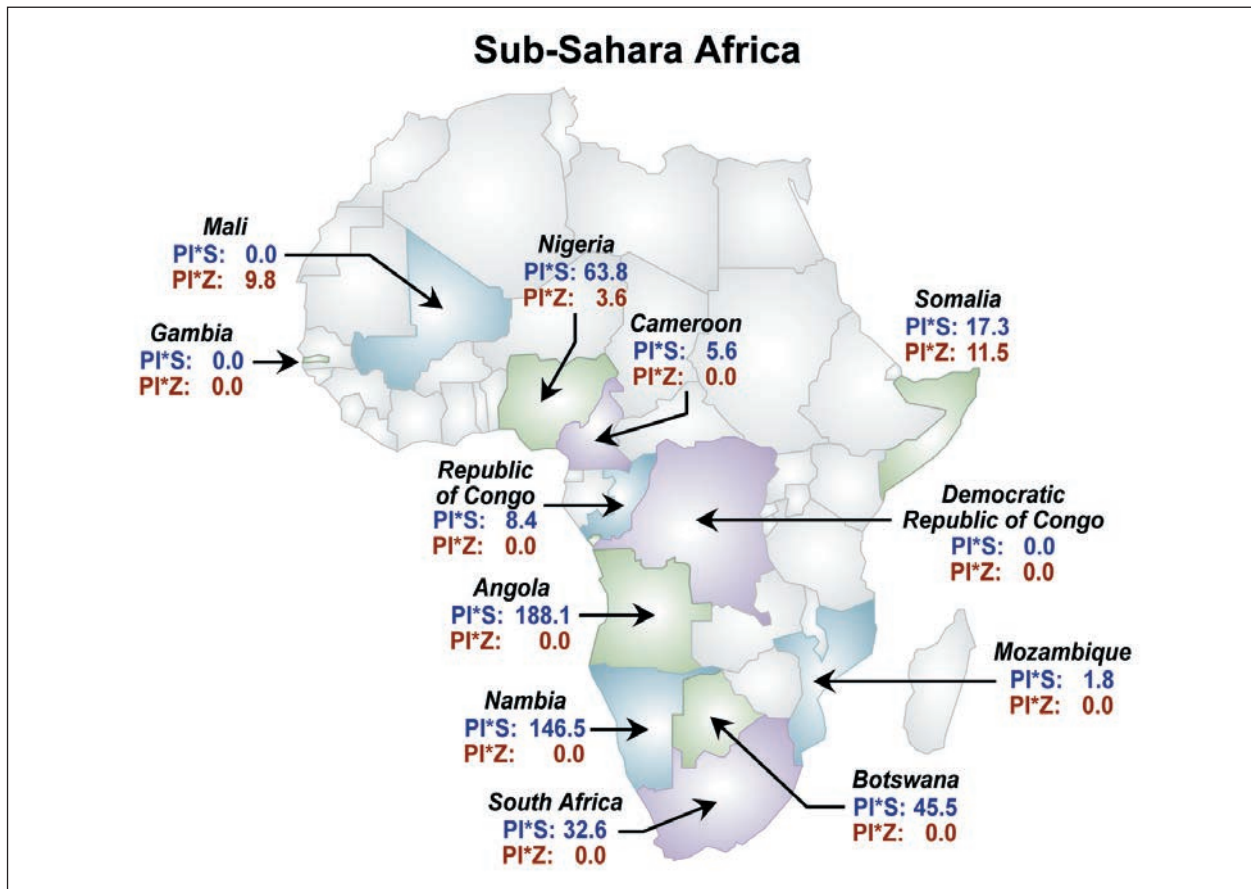 Sub-Sahara Africa
Mali
PI*S: 0.0
PI*Z: 9.8
Nigeria
PI*S: 63.8
PI*Z: 3.6
Somalia
PI*S: 17.3
PI*Z: 11.5
Gambia
PI*S: 0.0
PI*Z: 0.0
Cameroon
PI*S: 5.6
PI*Z: 0.0
Republic
of Congo
PI*S: 8.4
PI*Z: 0.0
Democratic
Republic of Congo
PI*S: 0.0
PI*Z: 0.0
Angola
PI*S: 188.1
PI*Z: 0.0
Mozambique
PI*S: 1.8
PI*Z: 0.0
Nambia
PI*S: 146.5
PI*Z: 0.0
Botswana
PI*S: 45.5
PI*Z: 0.0
South Africa
PI*S: 32.6
PI*Z: 0.0